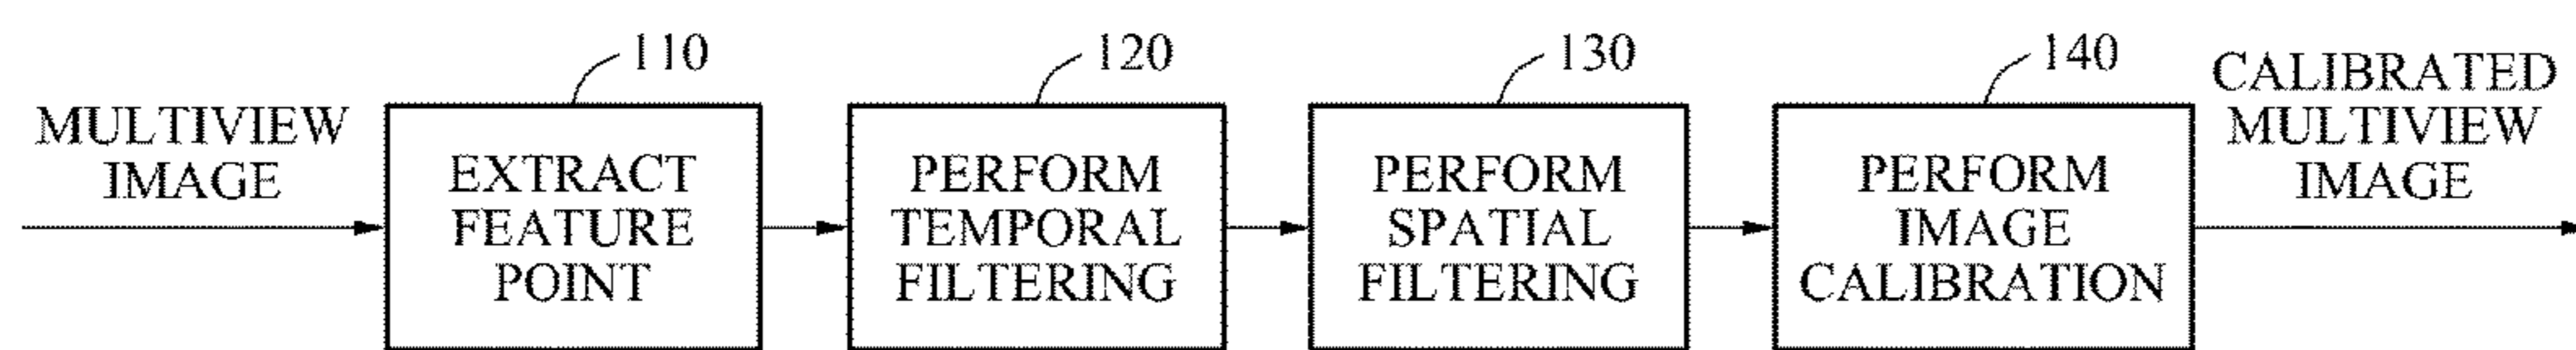 110
120
130
140
MULTIVIEW
IMAGE
EXTRACT
FEATURE
POINT
PERFORM
TEMPORAL
FILTERING
PERFORM
SPATIAL
FILTERING
PERFORM
IMAGE
CALIBRATION
CALIBRATED
MULTIVIEW
IMAGE